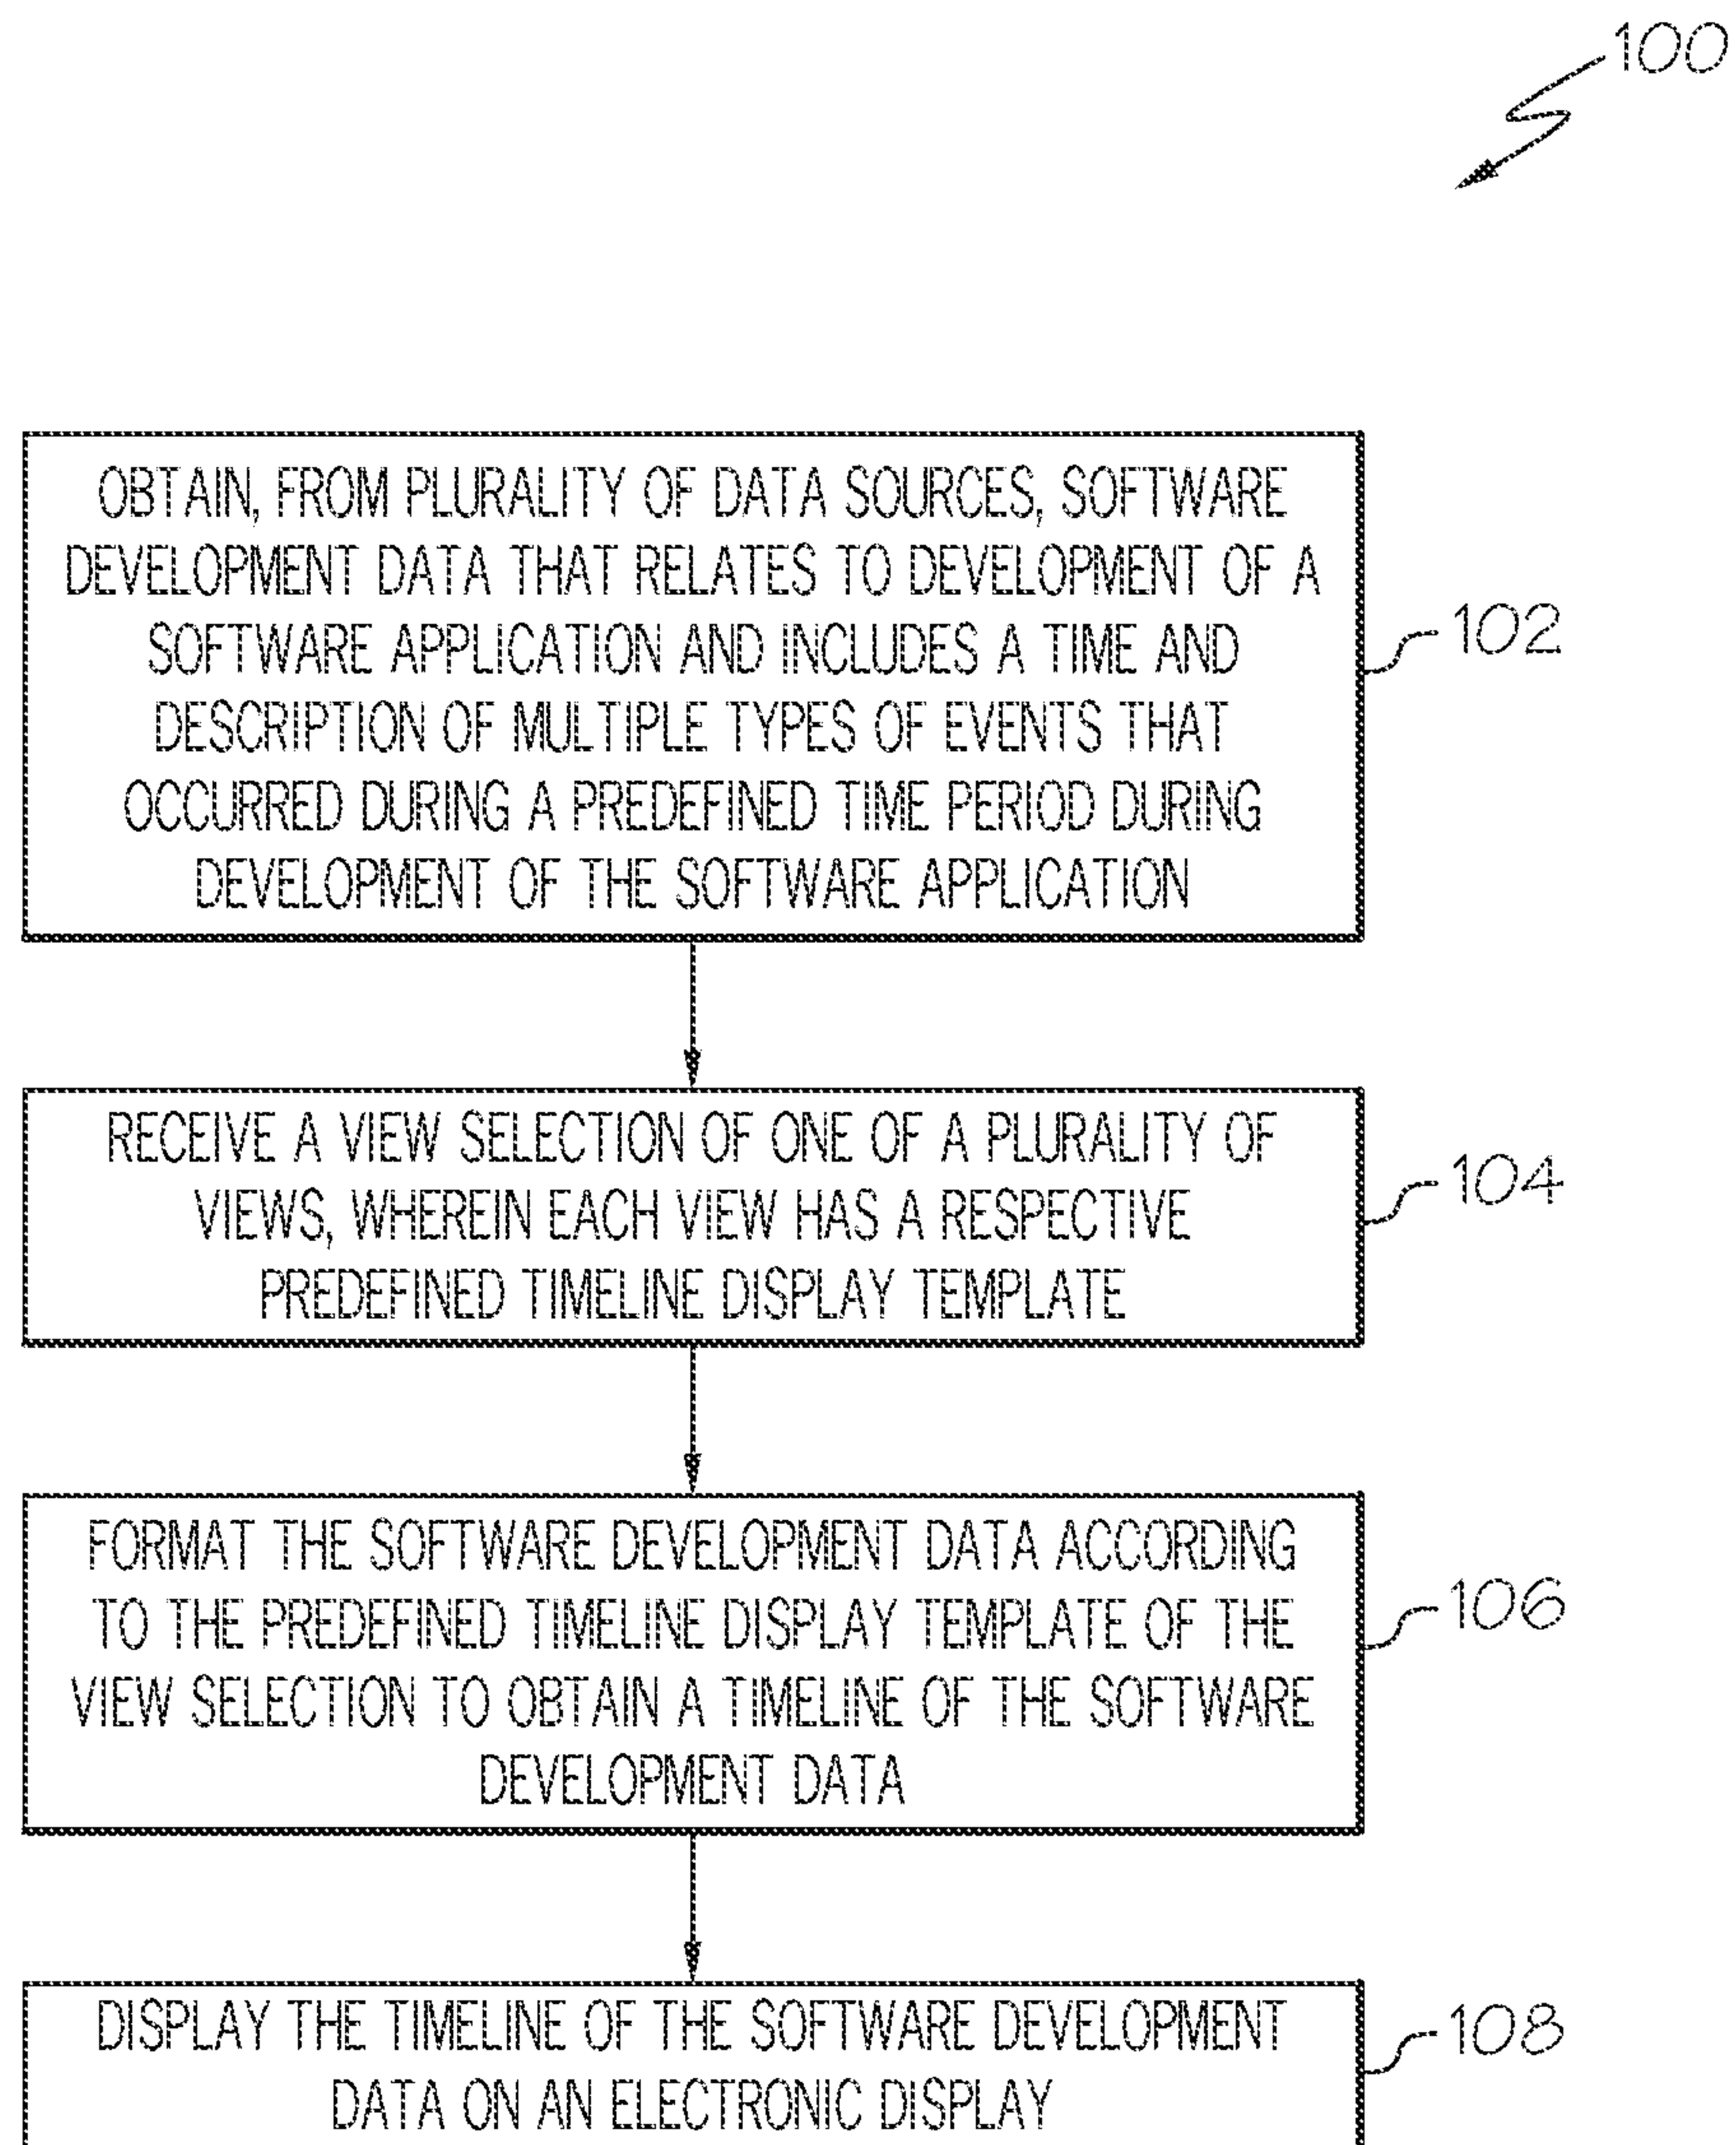 100
OBTAIN, FROM PLURALITY OF DATA SOURCES, SOFTWARE
DEVELOPMENT DATA THAT RELATES TO DEVELOPMENT OF A
SOFTWARE APPLICATION AND INCLUDES A TIME AND
DESCRIPTION OF MULTIPLE TYPES OF EVENTS THAT
OCCURRED DURING A PREDEFINED TIME PERIOD DURING
DEVELOPMENT OF THE SOFTWARE APPLICATION
102
RECEIVE A VIEW SELECTION OF ONE OF A PLURALITY OF
VIEWS, WHEREIN EACH VIEW HAS A RESPECTIVE
PREDEFINED TIMELINE DISPLAY TEMPLATE
104
FORMAT THE SOFTWARE DEVELOPMENT DATA ACCORDING
TO THE PREDEFINED TIMELINE DISPLAY TEMPLATE OF THE
VIEW SELECTION TO OBTAIN A TIMELINE OF THE SOFTWARE
DEVELOPMENT DATA
106
DISPLAY THE TIMELINE OF THE SOFTWARE DEVELOPMENT
DATA ON AN ELECTRONIC DISPLAY
108